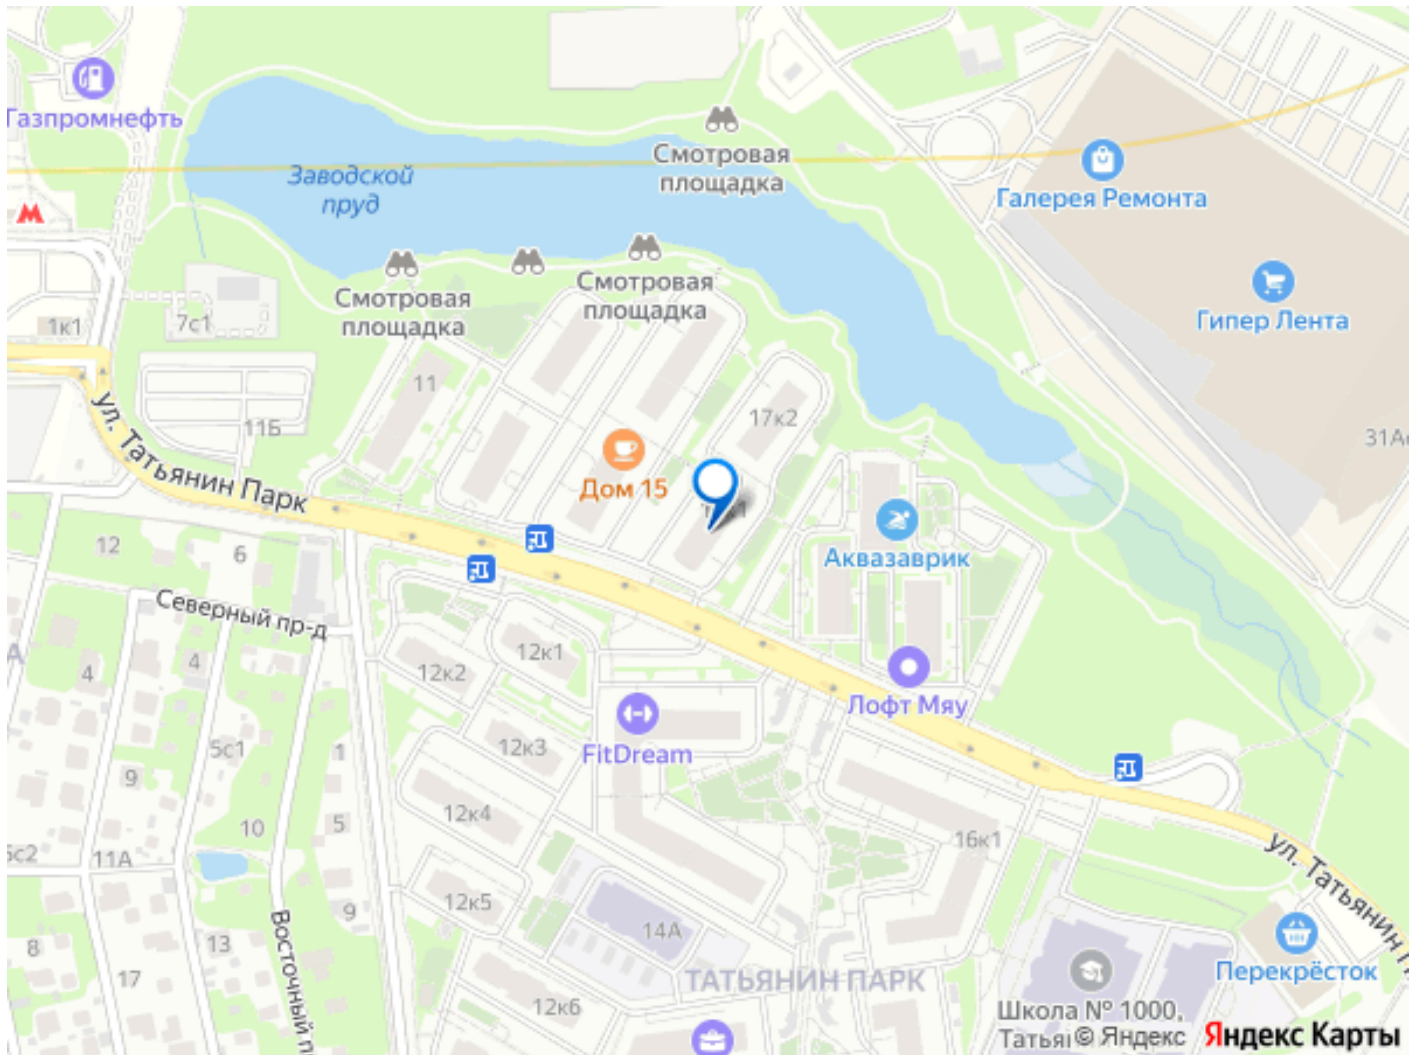 Газпромнефть
Заводской
пруд
Смотровая
площадка
Галерея Ремонта
Гипер Лента
Смотровая
площадка
Смотровая
площадка
1к1
7с1
11
11Б
17к2
31А
ул. Татьянин Парк
Дом 15
Аквазаврик
12
6
Северный пр-д
4
4
12к2
12к1
Лофт Мяу
FitDream
5с1
9
1
12к3
10
5
12к4
16к1
11А
12к5
9
14А
8
13
17
Восточный п
12к6
ТАТЬЯНИН ПАРК
ул. Татьянин П
Перекрёсток
Школа № 1000,
Татья
© Яндекс
Яндекс Карты